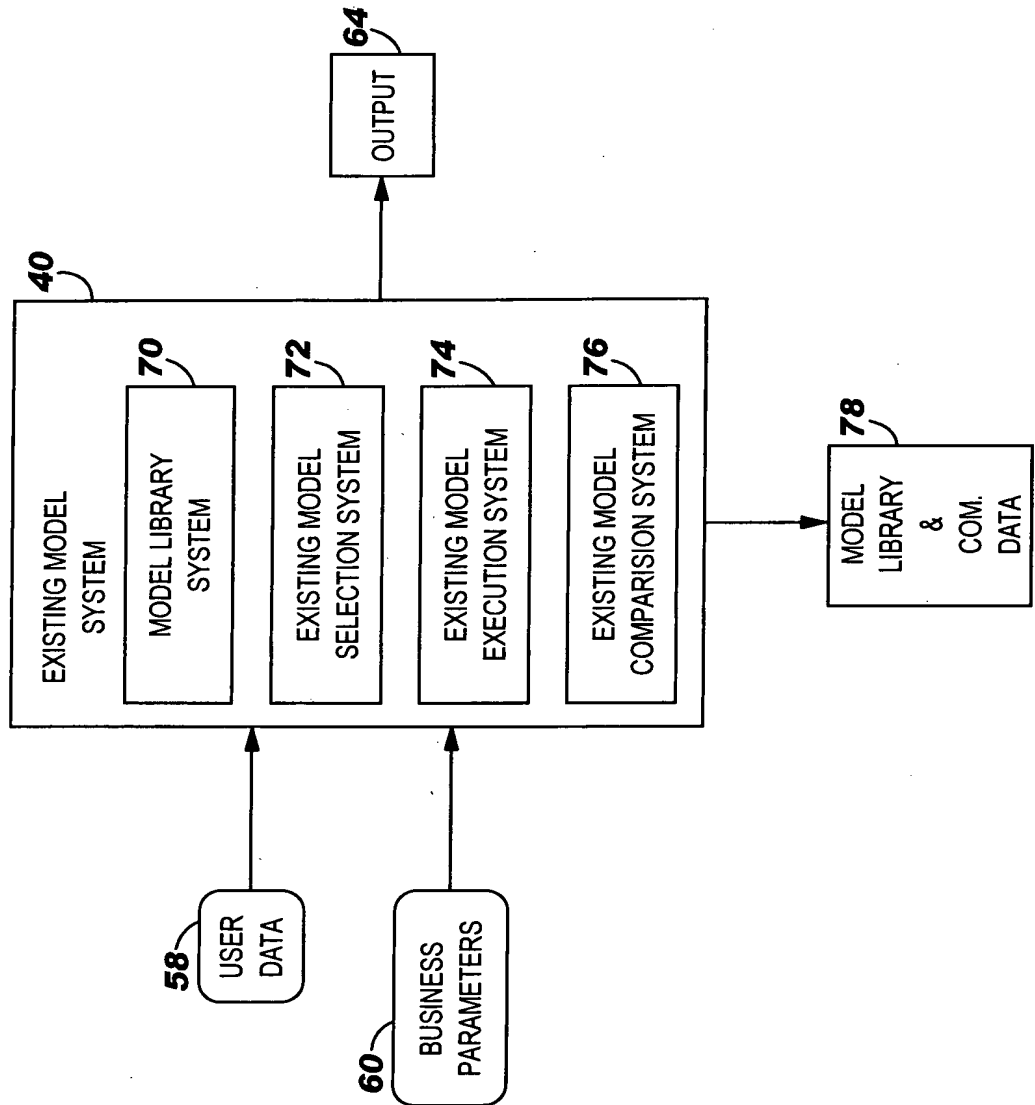 58
USER
DATA
60
BUSINESS
PARAMETERS
40
EXISTING MODEL
SYSTEM
70
MODEL LIBRARY
SYSTEM
72
EXISTING MODEL
SELECTION SYSTEM
74
EXISTING MODEL
EXECUTION SYSTEM
76
EXISTING MODEL
COMPARISION SYSTEM
64
OUTPUT
78
MODEL
LIBRARY
&
COM.
DATA